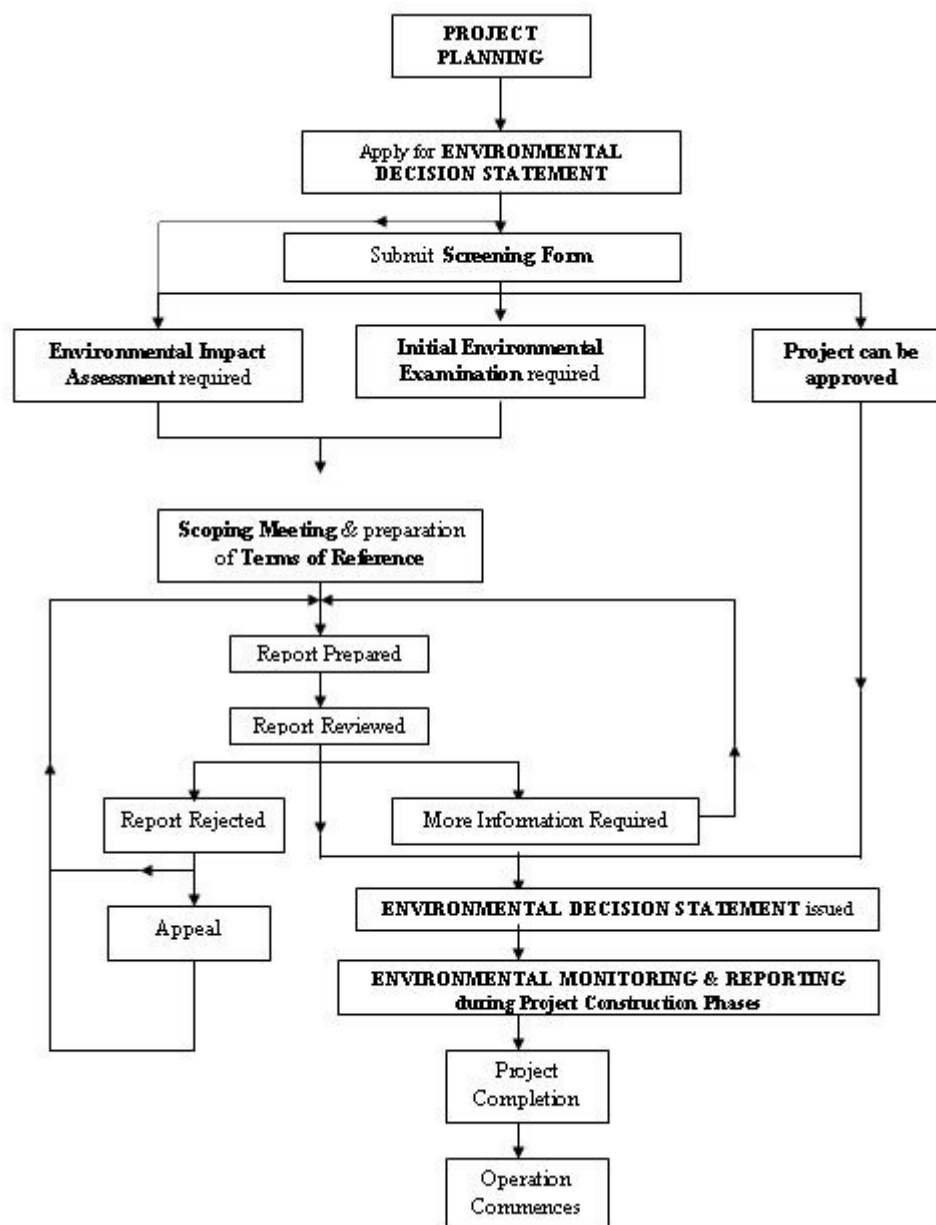 PROJECT
PLANNING
Apply for ENVIRONMENTAL
DECISION STATEMENT
Submit Screening Form
Environmental Impact
Assessment required
Initial Environmental
Examination required
Project can be
approved
Scoping Meeting & preparation
of Terms of Reference
Report Prepared
Report Reviewed
Report Rejected
More Information Required
Appeal
ENVIRONMENTAL DECISION STATEMENT issued
ENVIRONMENTAL MONITORING & REPORTING
during Project Construction Phases
Project
Completion
Operation
Commences